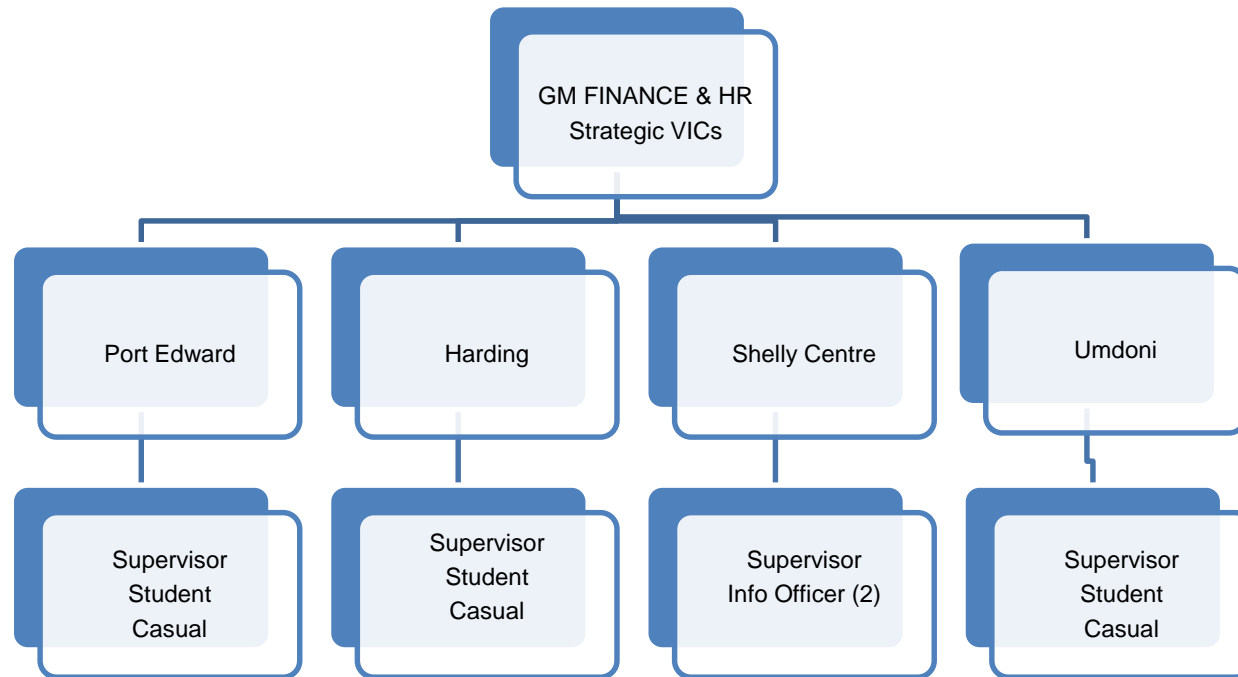 GM FINANCE & HR
Strategic VICs
Port Edward
Harding
Shelly Centre
Umdoni
Supervisor
Student
Casual
Supervisor
Student
Casual
Supervisor
Info Officer (2)
Supervisor
Student
Casual